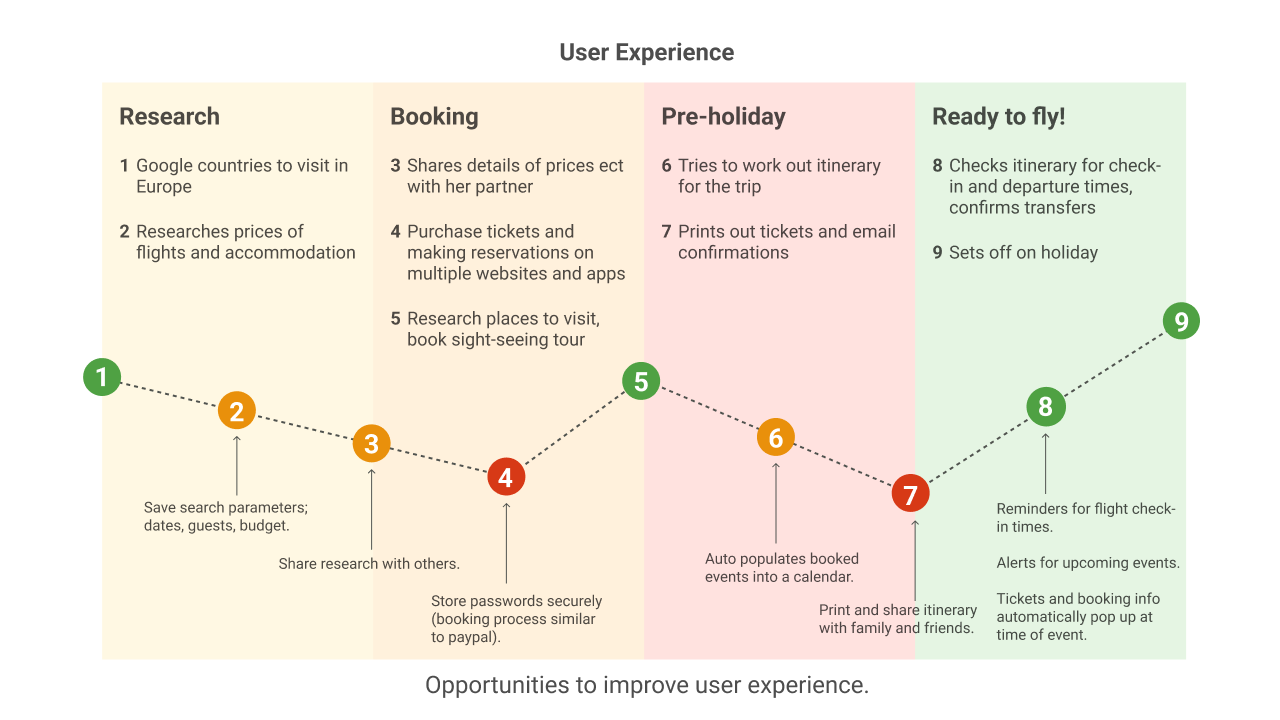 User Experience
Research
1 Google countries to visit in
Europe
2 Researches prices of
flights and accommodation
Booking
3 Shares details of prices ect
with her partner
4 Purchase tickets and
making reservations on
multiple websites and apps
5 Research places to visit,
book sight-seeing tour
Pre-holiday
6 Tries to work out itinerary
for the trip
7 Prints out tickets and email
confirmations
Ready to fly!
8 Checks itinerary for check-
in and departure times,
confirms transfers
9 Sets off on holiday
1
2
3
4
5
6
7
8
9
Save search parameters;
dates, guests, budget.
Share research with others.
Store passwords securely
(booking process similar
to paypal).
Auto populates booked
events into a calendar.
Print and share itinerary
with family and friends.
Reminders for flight check-
in times.
Alerts for upcoming events.
Tickets and booking info
automatically pop up at
time of event.
Opportunities to improve user experience.